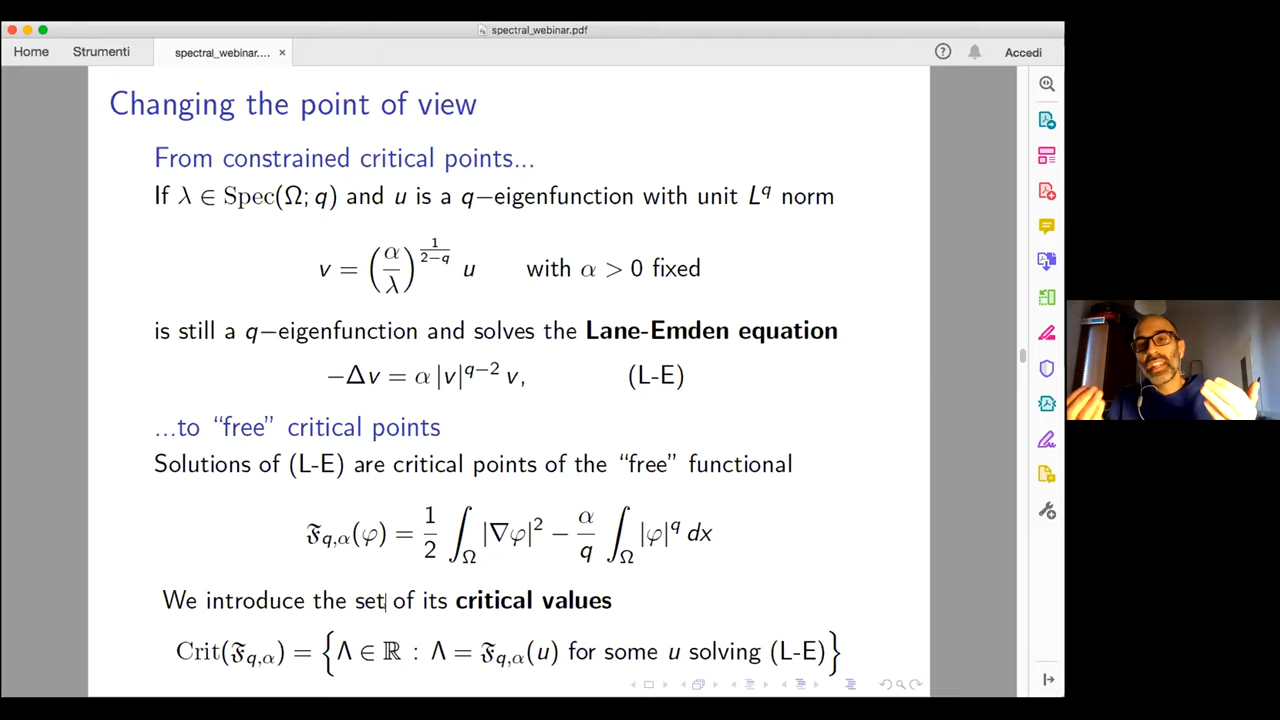 spectral_webinar.pdf
Home Strumenti spectral_webinar.... × Accedi
Changing the point of view
From constrained critical points...
If λ ∈ Spec(Ω; q) and u is a q−eigenfunction with unit L^q norm
v = (α/λ)^{1/(2−q)} u with α > 0 fixed
is still a q−eigenfunction and solves the Lane-Emden equation
−Δv = α |v|^{q−2} v, (L-E)
...to “free” critical points
Solutions of (L-E) are critical points of the “free” functional
𝔉_{q,α}(φ) = 1/2 ∫_Ω |∇φ|^2 − α/q ∫_Ω |φ|^q dx
We introduce the set of its critical values
Crit(𝔉_{q,α}) = {Λ ∈ ℝ : Λ = 𝔉_{q,α}(u) for some u solving (L-E)}